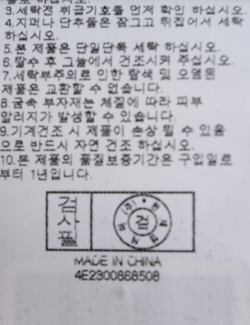 3.세탁전 취급기호를 먼저 확인 하십시오.
4.지퍼나 단추들은 잠그고 뒤집어서 세탁
하십시오.
5.본 제품은 단일단독 세탁 하십시오.
6.탈수 후 그늘에서 건조시켜 주십시오.
7.세탁부주의로 인한 탈색 및 오염된
제품은 교환할 수 없습니다.
8.금속 부자재는 체질에 따라 피부
알러지가 발생할 수 있습니다.
9.기계건조 시 제품이 손상 될 수 있음
으로 반드시 자연 건조 하십시오.
10.본 제품의 품질보증기간은 구입일로
부터 1년입니다.
검사필
검
MADE IN CHINA
4E2300868508